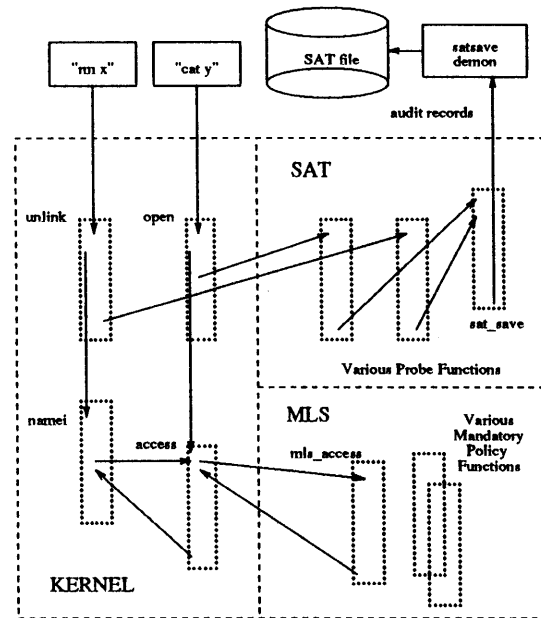 "rm x"
"cat y"
SAT file
satsave
demon
audit records
SAT
unlink
open
sat_save
Various Probe Functions
namei
access
MLS
mls_access
Various
Mandatory
Policy
Functions
KERNEL